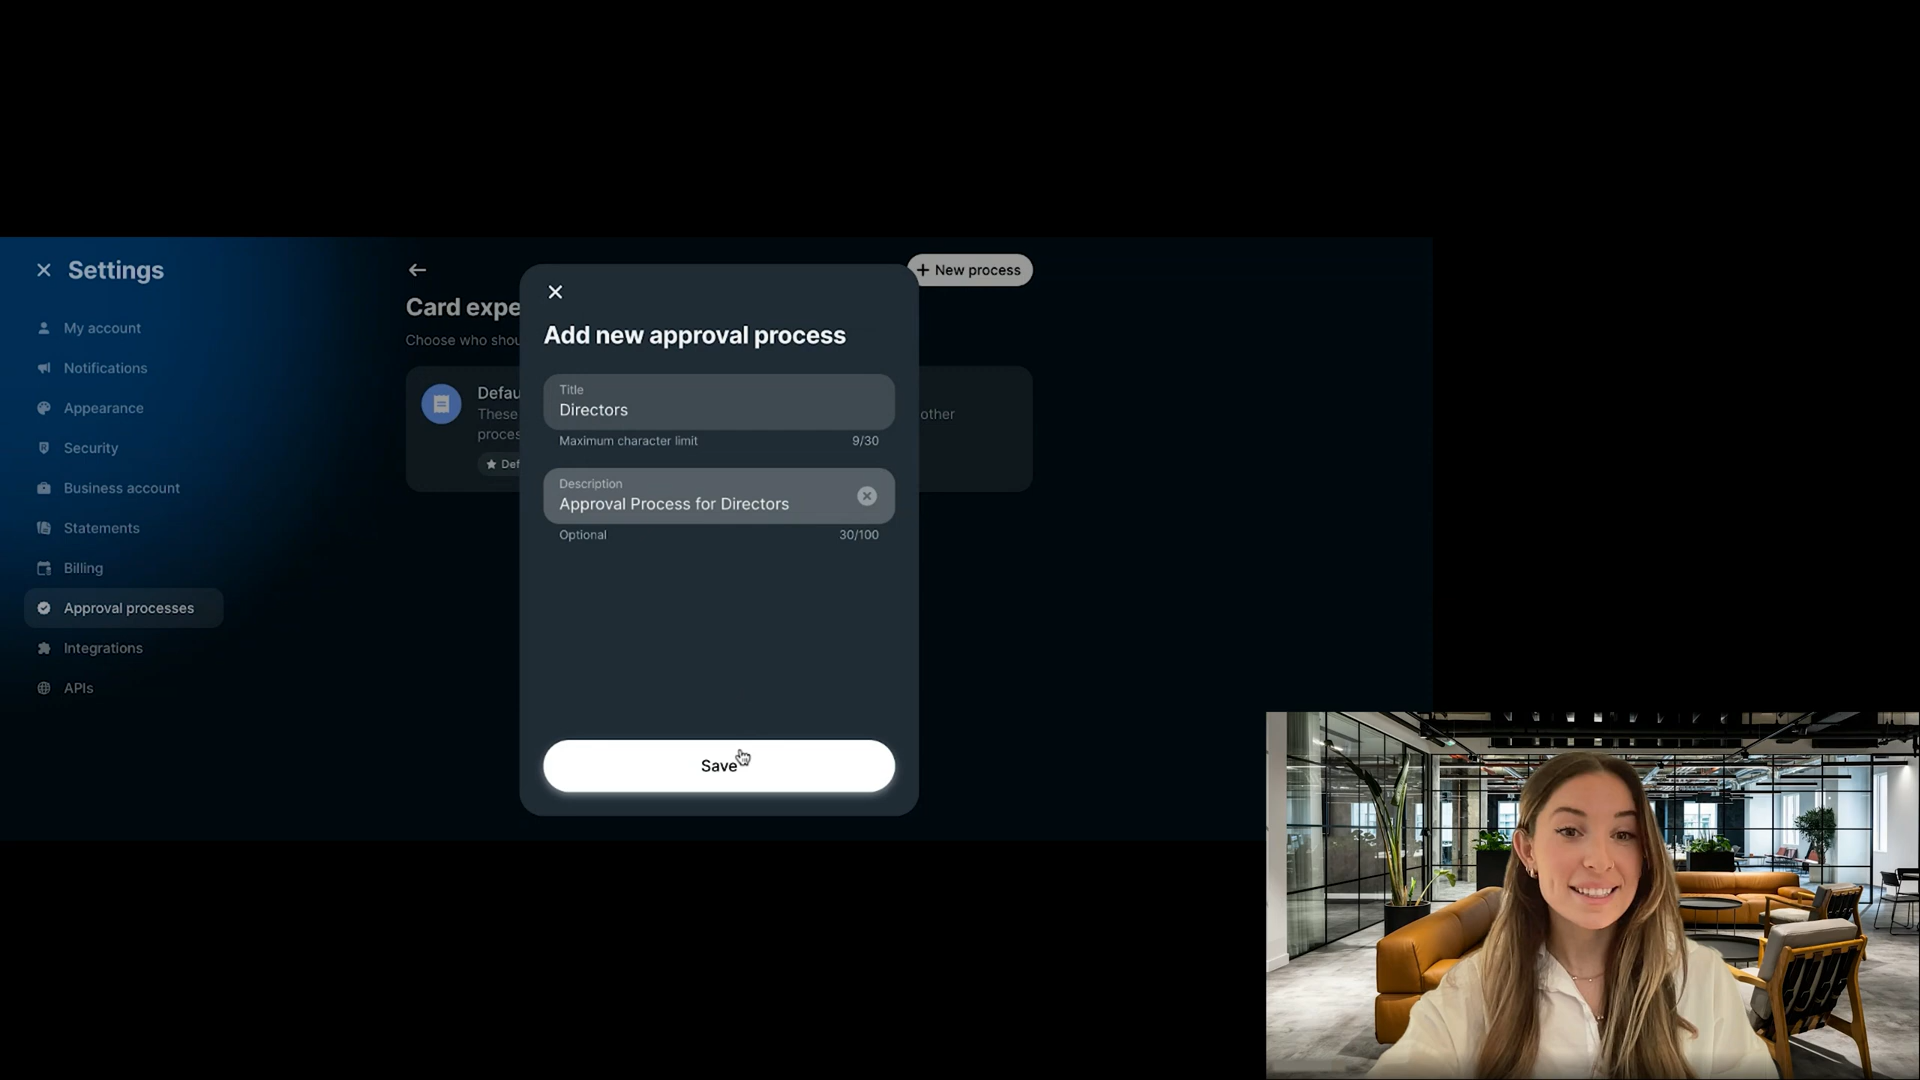 Settings
My account
Notifications
Appearance
Security
Business account
Statements
Billing
Approval processes
Integrations
APIs
New process
Card expe
Choose who shou
Defau
These
other
proces
Def
Add new approval process
Title
Directors
Maximum character limit 9/30
Description
Approval Process for Directors
Optional 30/100
Save